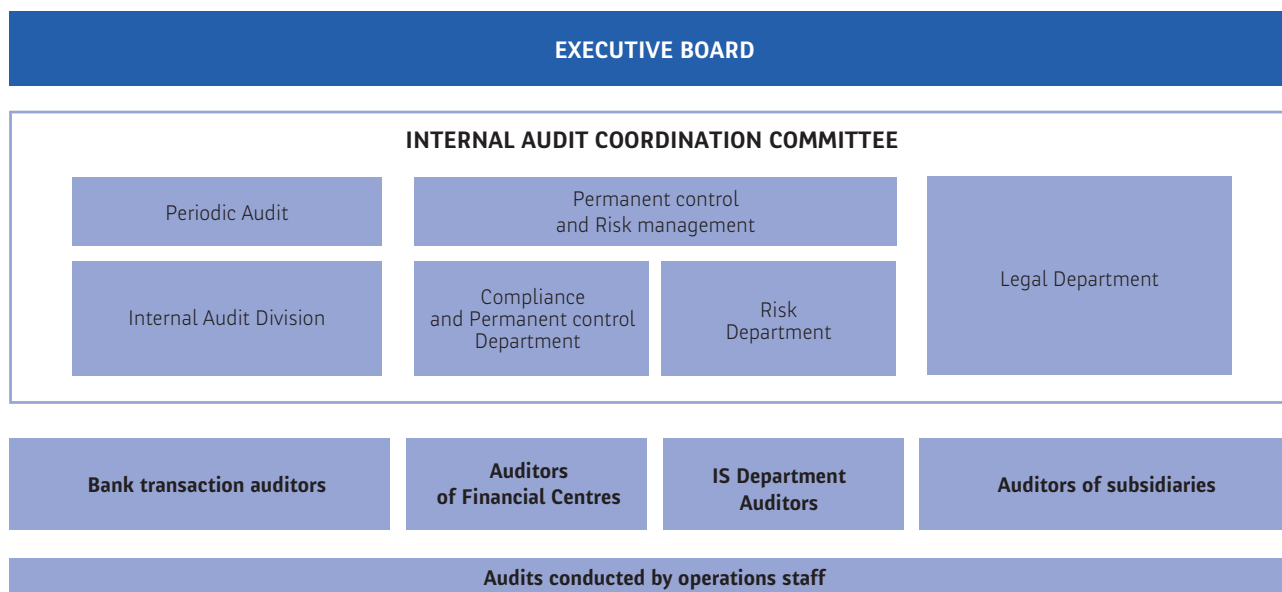 EXECUTIVE BOARD
INTERNAL AUDIT COORDINATION COMMITTEE
Periodic Audit
Permanent control
and Risk management
Legal Department
Internal Audit Division
Compliance
and Permanent control
Department
Risk
Department
Bank transaction auditors
Auditors
of Financial Centres
IS Department
Auditors
Auditors of subsidiaries
Audits conducted by operations staff